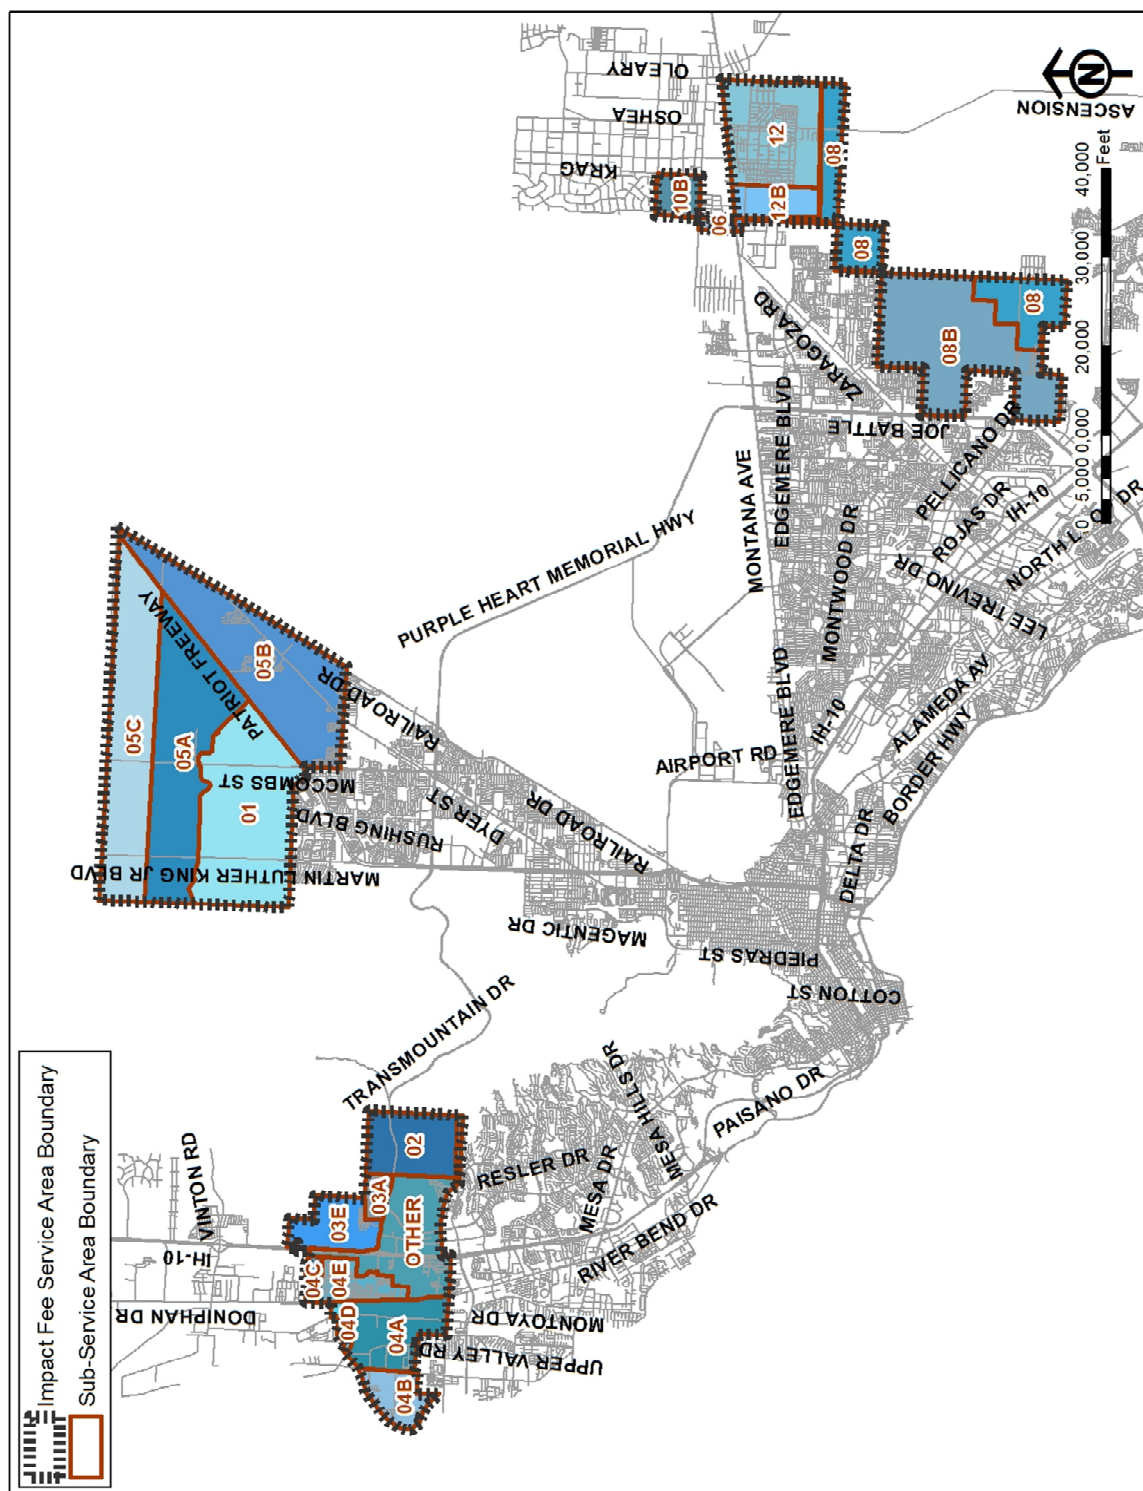 Impact Fee Service Area Boundary
Sub-Service Area Boundary
N
0 5,000 0,000 20,000 30,000 40,000
Feet
DONIPHAN DR
IH-10
VINTON RD
TRANSMOUNTAIN DR
04B
04A
04D
04C
04E
03E
03A
OTHER
02
UPPER VALLEY RD
MONTOYA DR
RESLER DR
MESA DR
MESA HILLS DR
RIVER BEND DR
PAISANO DR
05C
05A
05B
01
PATRIOT FREEWAY
MCCOMBS ST
MARTIN LUTHER KING JR BLVD
RUSHING BLVD
DYER ST
RAILROAD DR
RAILROAD DR
MAGENTIC DR
PIEDRAS ST
COTTON ST
PURPLE HEART MEMORIAL HWY
AIRPORT RD
MONTANA AVE
EDGEMERE BLVD
EDGEMERE BLVD
MONTWOOD DR
IH-10
DELTA DR
BORDER HWY
ALAMEDA AV
LEE TREVINO DR
ROJAS DR
PELLICANO DR
IH-10
JOE BATTLE
ZARAGOZA RD
KRAG
OSHEA
OLEARY
ASCENSION
10B
06
12B
12
08
08
08B
08